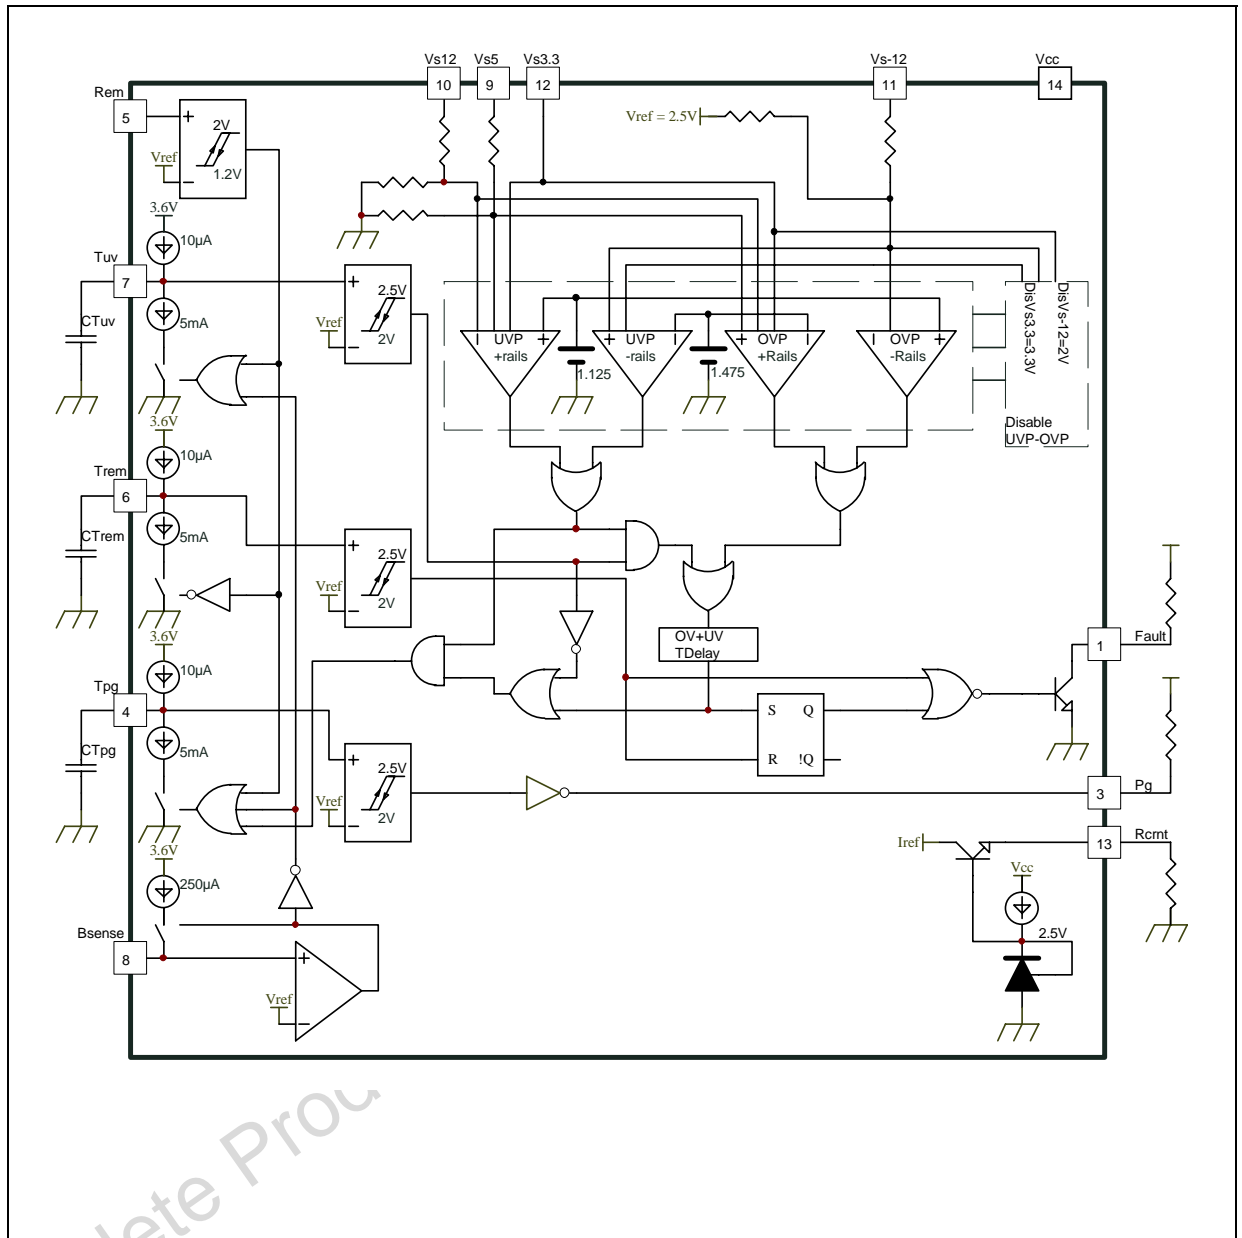 Vs12 Vs5 Vs3.3 Vs-12 Vcc
10 9 12 11 14
Rem
5
+
2V
Vref
1.2V
−
Vref = 2.5V
3.6V
10µA
Tuv
7
5mA
CTuv
+
2.5V
Vref
2V
−
DisVs3.3=3.3V
DisVs-12=2V
− UVP +
+rails
+ UVP −
-rails
+ OVP −
+Rails
− OVP +
-Rails
1.125
1.475
Disable
UVP-OVP
3.6V
10µA
Trem
6
5mA
CTrem
+
2.5V
Vref
2V
−
3.6V
OV+UV
TDelay
1
Fault
10µA
Tpg
4
5mA
CTpg
S Q
R !Q
+
2.5V
Vref
2V
−
3
Pg
3.6V
250µA
Bsense
8
+
Vref
−
Iref
13
Rcrnt
Vcc
2.5V
lete Prod